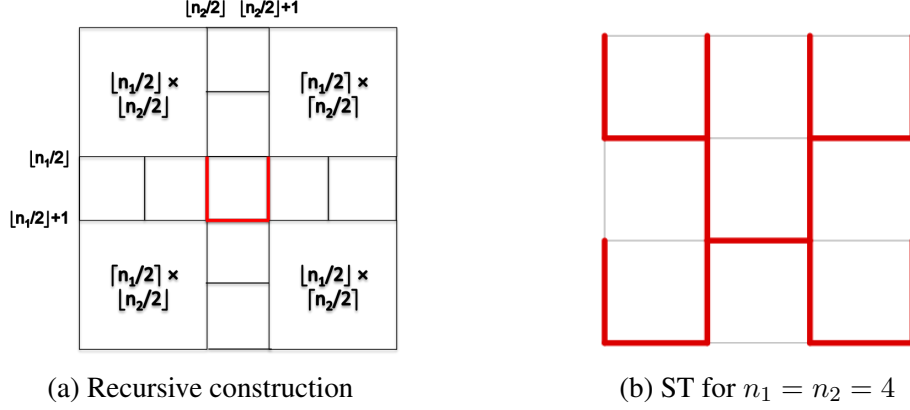 ⌊n₂/2⌋ ⌊n₂/2⌋+1
⌊n₁/2⌋ ×
⌊n₂/2⌋
⌈n₁/2⌉ ×
⌈n₂/2⌉
⌊n₁/2⌋
⌊n₁/2⌋+1
⌈n₁/2⌉ ×
⌊n₂/2⌋
⌊n₁/2⌋ ×
⌈n₂/2⌉
(a) Recursive construction
(b) ST for n₁ = n₂ = 4